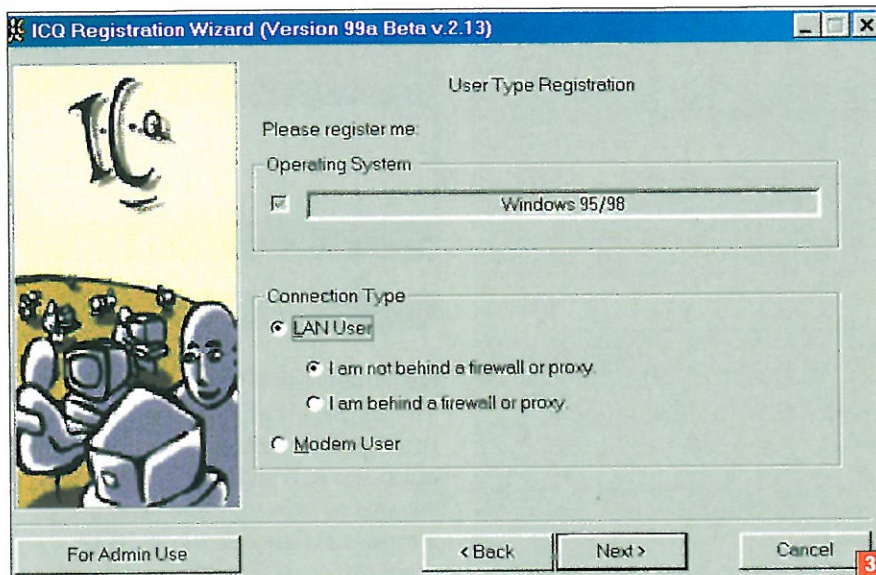 ICQ Registration Wizard (Version 99a Beta v.2.13)
ICQ
User Type Registration
Please register me:
Operating System
Windows 95/98
Connection Type
LAN User
I am not behind a firewall or proxy.
I am behind a firewall or proxy.
Modem User
For Admin Use
< Back
Next >
Cancel
3